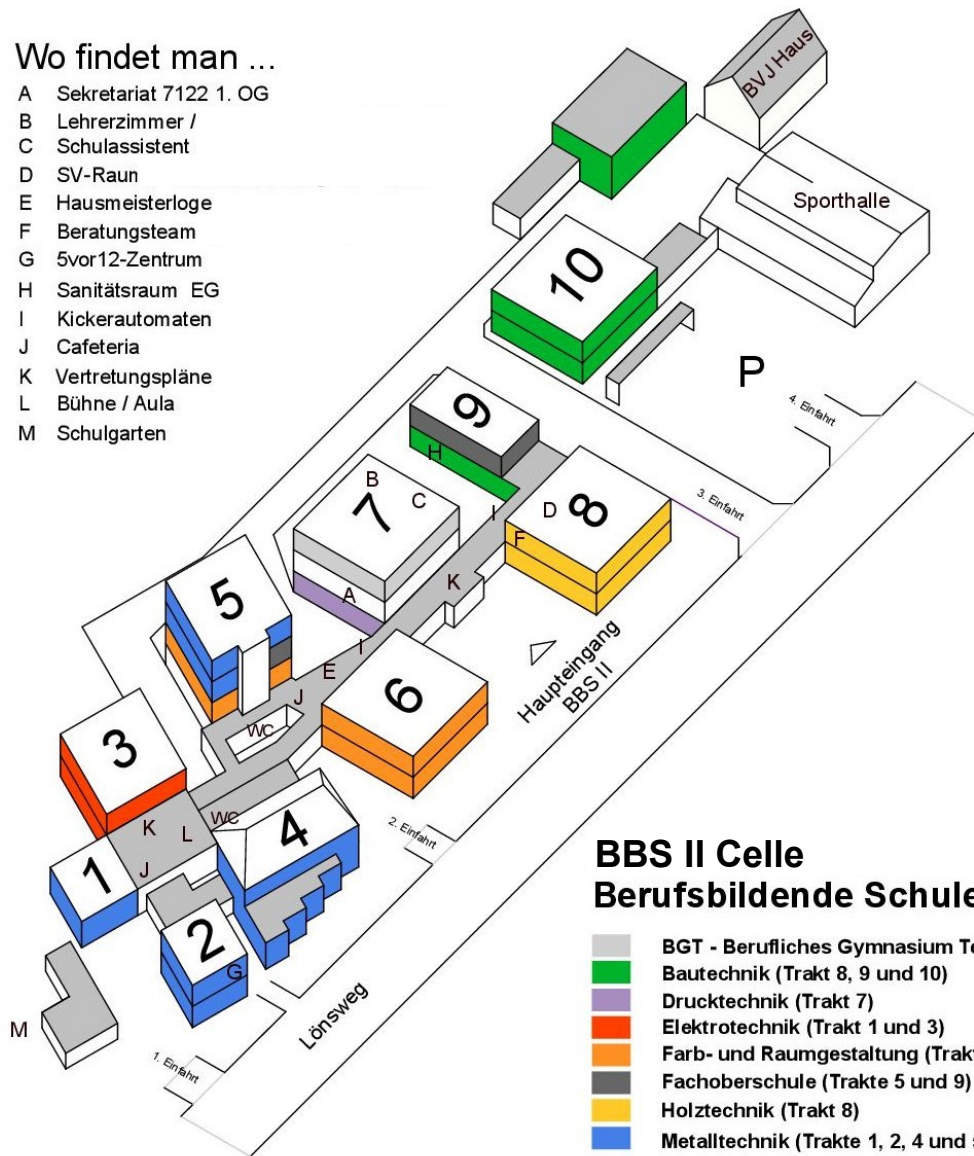 Wo findet man ...
A Sekretariat 7122 1. OG
B Lehrerzimmer /
C Schulassistent
D SV-Raun
E Hausmeisterloge
F Beratungsteam
G 5vor12-Zentrum
H Sanitätsraum EG
I Kickerautomaten
J Cafeteria
K Vertretungspläne
L Bühne / Aula
M Schulgarten
BVJ Haus
Sporthalle
10
P
4. Einfahrt
9
H
3. Einfahrt
B
C
7
I
D
8
F
A
K
5
I
E
Haupteingang
BBS II
J
6
WC
3
WC
K
L
4
2. Einfahrt
J
1
2
G
M
Lönsweg
1. Einfahrt
BBS II Celle
Berufsbildende Schule
BGT - Berufliches Gymnasium Te
Bautechnik (Trakt 8, 9 und 10)
Drucktechnik (Trakt 7)
Elektrotechnik (Trakt 1 und 3)
Farb- und Raumgestaltung (Trakt
Fachoberschule (Trakte 5 und 9)
Holztechnik (Trakt 8)
Metalltechnik (Trakte 1, 2, 4 und 5